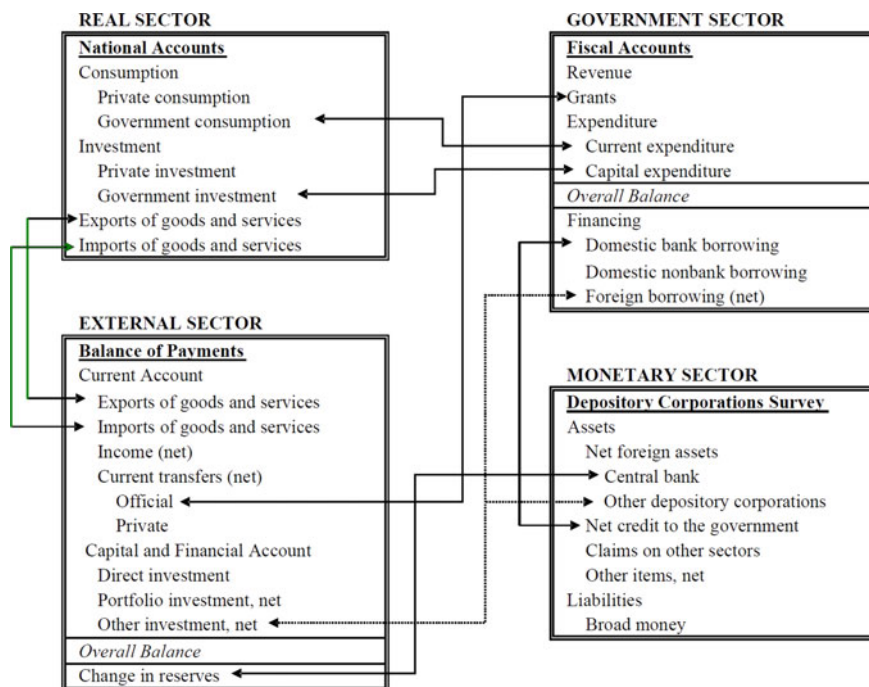 REAL SECTOR
National Accounts
Consumption
Private consumption
Government consumption
Investment
Private investment
Government investment
Exports of goods and services
Imports of goods and services
GOVERNMENT SECTOR
Fiscal Accounts
Revenue
Grants
Expenditure
Current expenditure
Capital expenditure
Overall Balance
Financing
Domestic bank borrowing
Domestic nonbank borrowing
Foreign borrowing (net)
EXTERNAL SECTOR
Balance of Payments
Current Account
Exports of goods and services
Imports of goods and services
Income (net)
Current transfers (net)
Official
Private
Capital and Financial Account
Direct investment
Portfolio investment, net
Other investment, net
Overall Balance
Change in reserves
MONETARY SECTOR
Depository Corporations Survey
Assets
Net foreign assets
Central bank
Other depository corporations
Net credit to the government
Claims on other sectors
Other items, net
Liabilities
Broad money